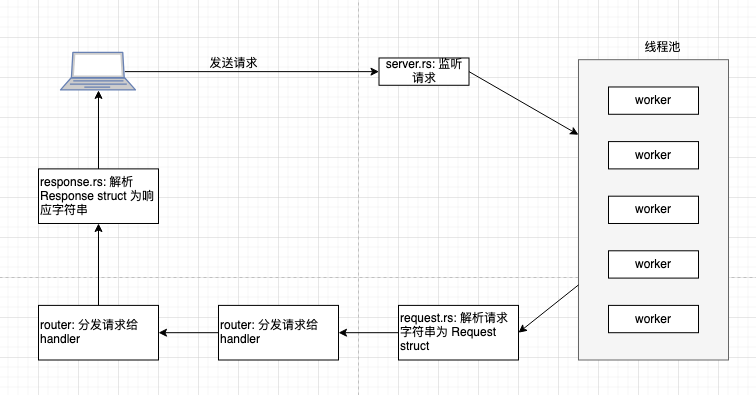 线程池
发送请求
server.rs: 监听
请求
worker
worker
worker
worker
worker
response.rs: 解析
Response struct 为响
应字符串
router: 分发请求给
handler
router: 分发请求给
handler
request.rs: 解析请求
字符串为 Request
struct